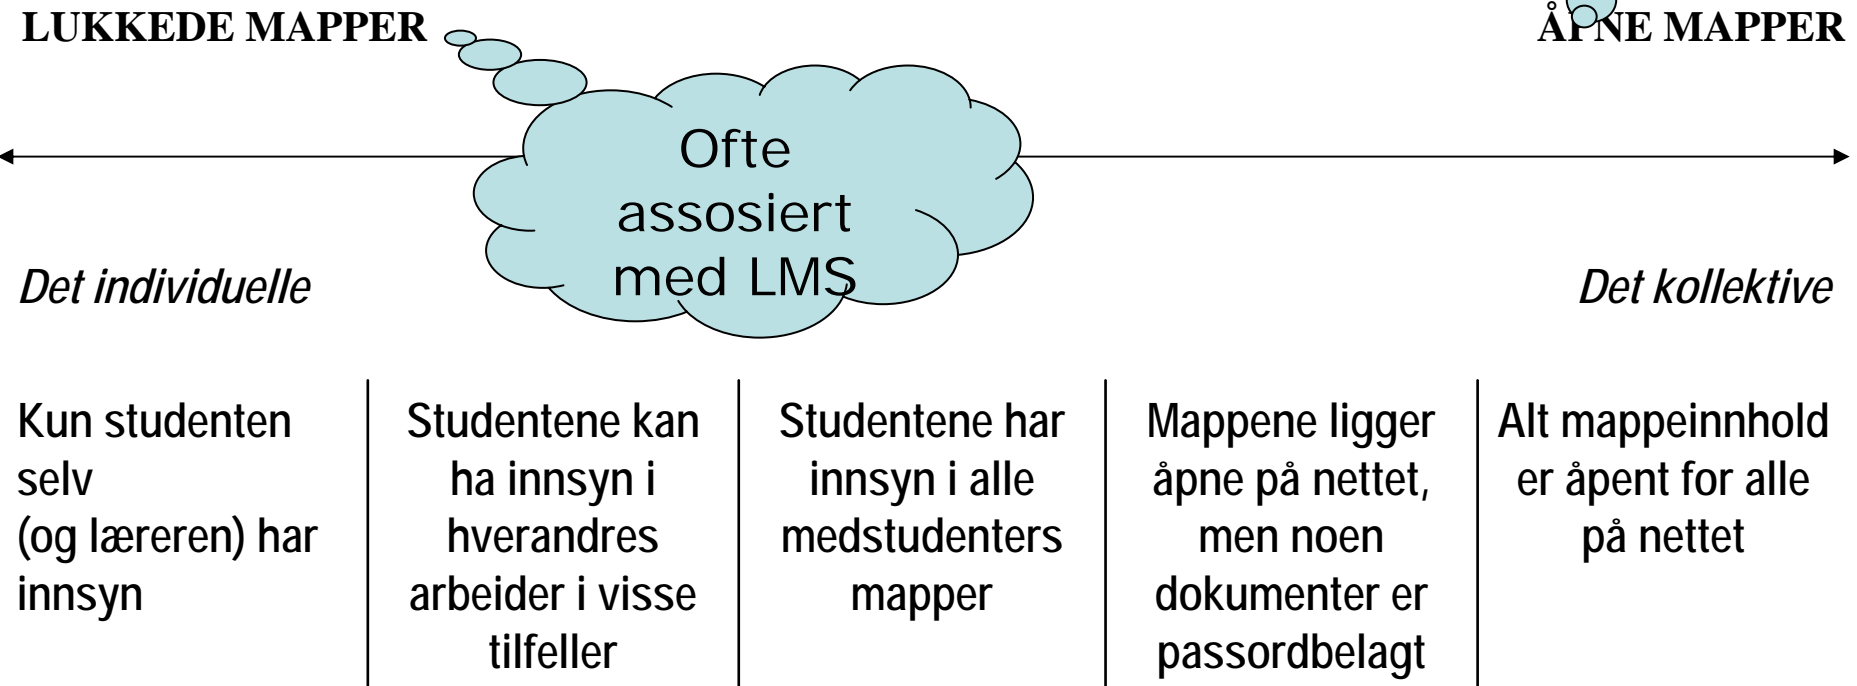 LUKKEDE MAPPER
ÅPNE MAPPER
Ofte
assosiert
med LMS
Det individuelle
Det kollektive
Kun studenten
selv
(og læreren) har
innsyn
Studentene kan
ha innsyn i
hverandres
arbeider i visse
tilfeller
Studentene har
innsyn i alle
medstudenters
mapper
Mappene ligger
åpne på nettet,
men noen
dokumenter er
passordbelagt
Alt mappeinnhold
er åpent for alle
på nettet